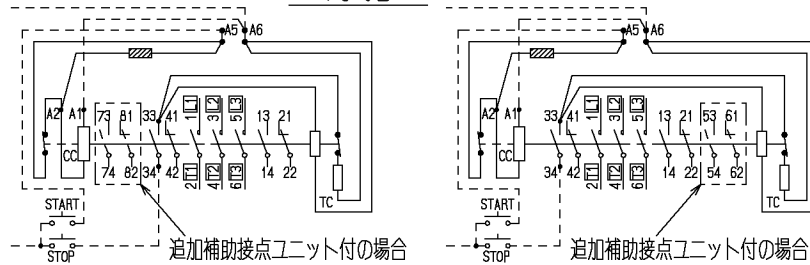 A5 A6 A5 A6
A2 A1 73 81 33 41 1L1 3L2 5L3 13 21 A2 A1 33 41 1L1 3L2 5L3 13 21 53 61
CC CC
74 82 34 42 2T1 4T2 6T3 14 22 TC 34 42 2T1 4T2 6T3 14 22 54 62 TC
START START
STOP 追加補助接点ユニット付の場合 STOP 追加補助接点ユニット付の場合